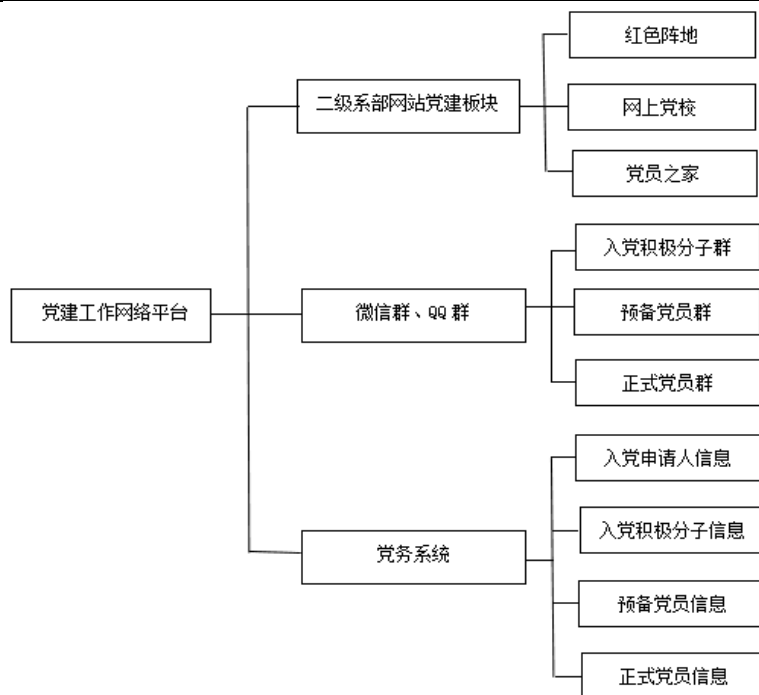 红色阵地
二级系部网站党建板块
网上党校
党员之家
入党积极分子群
党建工作网络平台
微信群、QQ 群
预备党员群
正式党员群
入党申请人信息
入党积极分子信息
党务系统
预备党员信息
正式党员信息